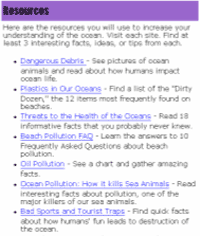 Resources
Here are the resources you will use to increase your
understanding of the ocean. Visit each site. Find at
least 3 interesting facts, ideas, or tips from each.
• Dangerous Debris - See pictures of ocean
animals and read about how humans impact
ocean life.
• Plastics in Our Oceans - Find a list of the "Dirty
Dozen," the 12 items most frequently found on
beaches.
• Threats to the Health of the Oceans - Read 18
informative facts that you probably never knew.
• Beach Pollution FAQ - Learn the answers to 10
Frequently Asked Questions about beach
pollution.
• Oil Pollution - See a chart and gather amazing
facts.
• Ocean Pollution: How it kills Sea Animals - Read
interesting facts about pollution, one of the
major killers of our sea animals.
• Bad Sports and Tourist Traps - Find quick facts
about how humans' fun leads to destruction of
the ocean.